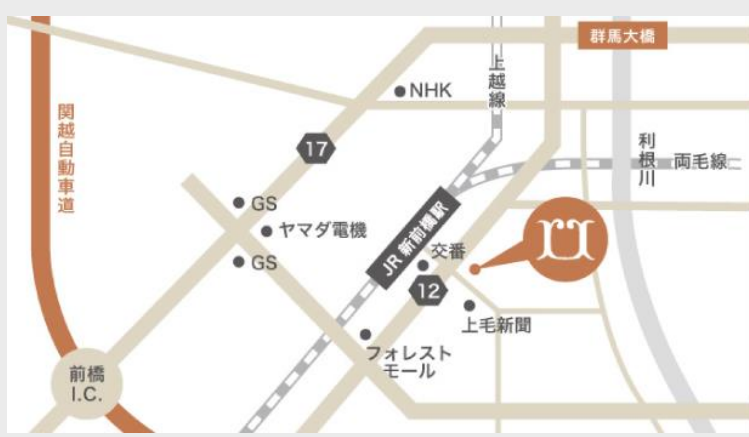 群馬大橋
上越線
NHK
関越自動車道
17
利根川
両毛線
GS
ヤマダ電機
JR 新前橋駅
交番
GS
12
上毛新聞
フォレスト
モール
前橋
I.C.